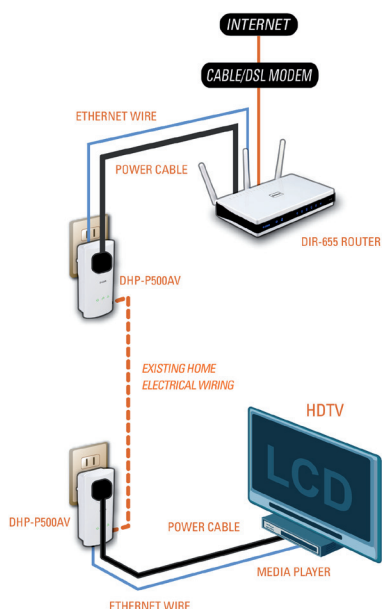 INTERNET
CABLE/DSL MODEM
ETHERNET WIRE
POWER CABLE
DIR-655 ROUTER
DHP-P500AV
EXISTING HOME
ELECTRICAL WIRING
HDTV
LCD
DHP-P500AV
POWER CABLE
MEDIA PLAYER
ETHERNET WIRE